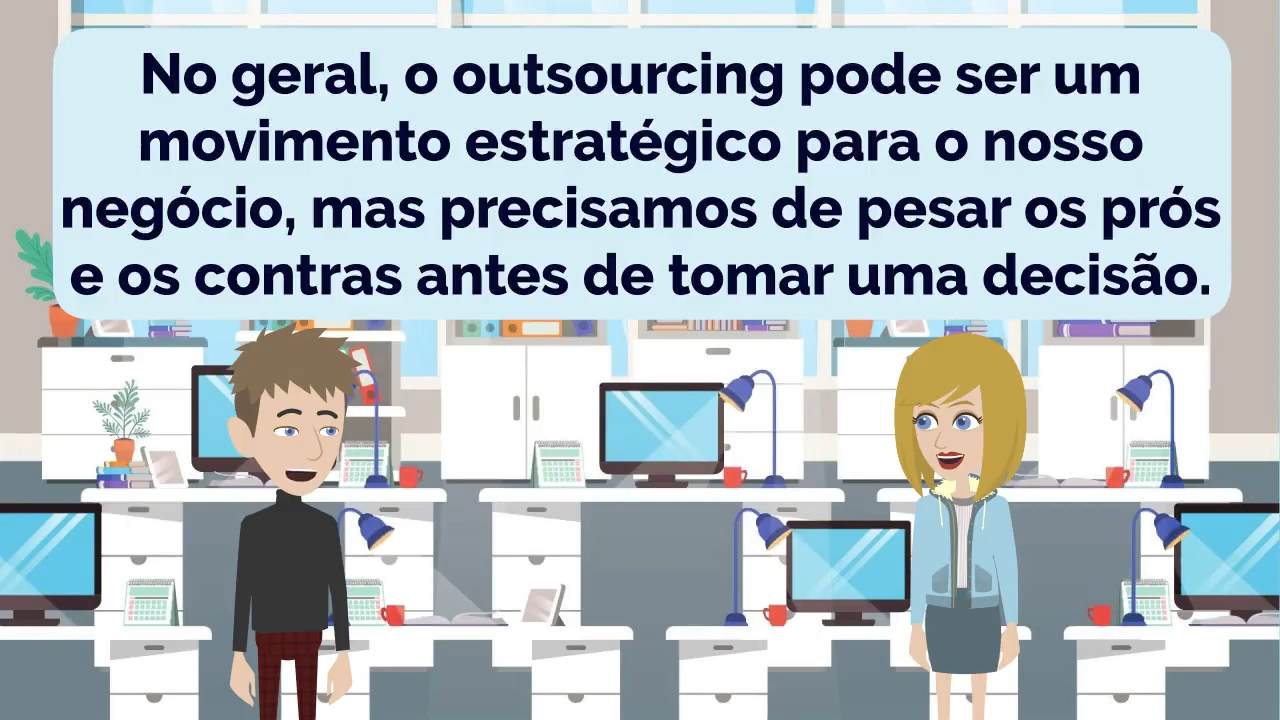 No geral, o outsourcing pode ser um
movimento estratégico para o nosso
negócio, mas precisamos de pesar os prós
e os contras antes de tomar uma decisão.